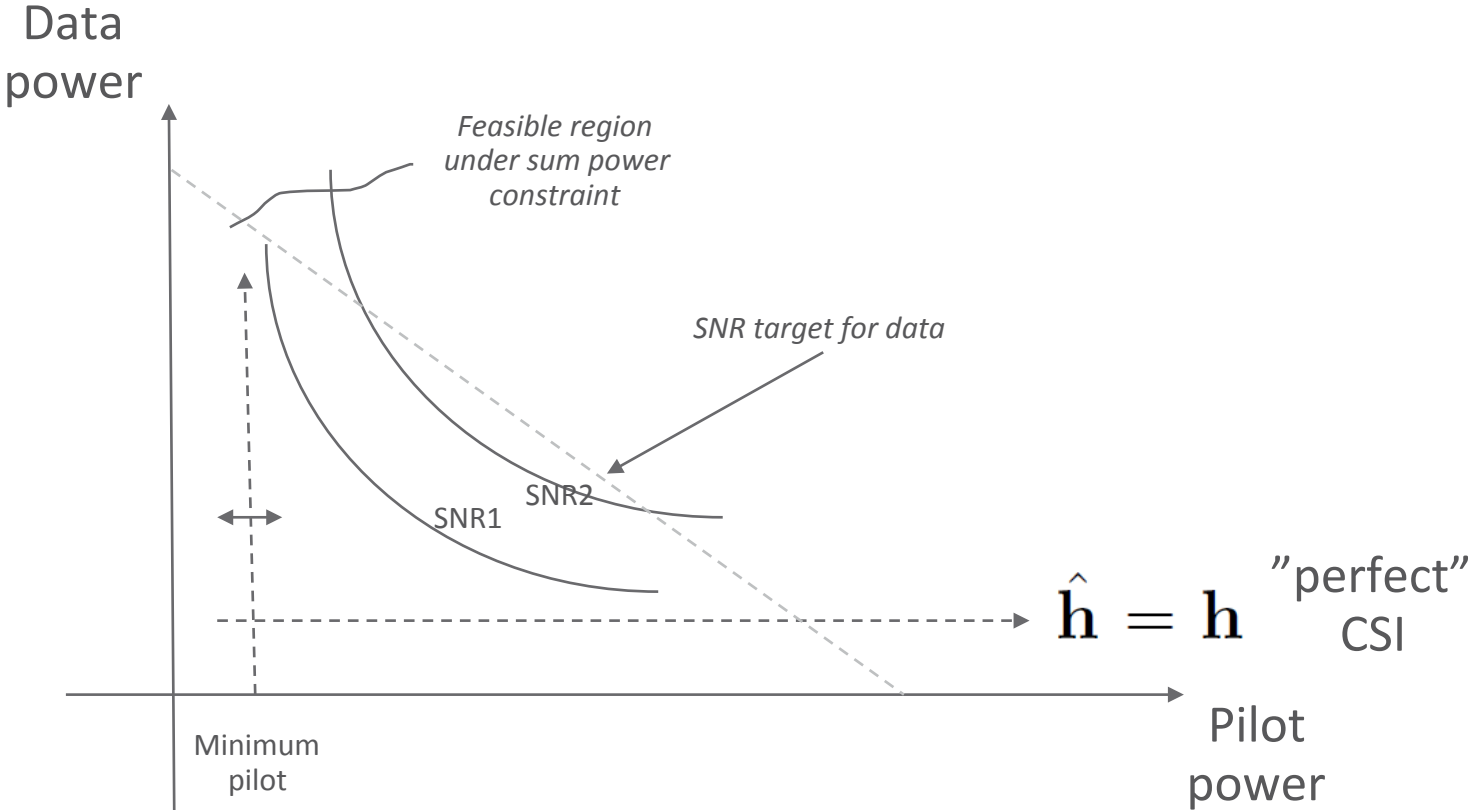 Data
power
Feasible region
under sum power
constraint
SNR target for data
SNR2
SNR1
ĥ = h
”perfect”
CSI
Minimum
pilot
Pilot
power